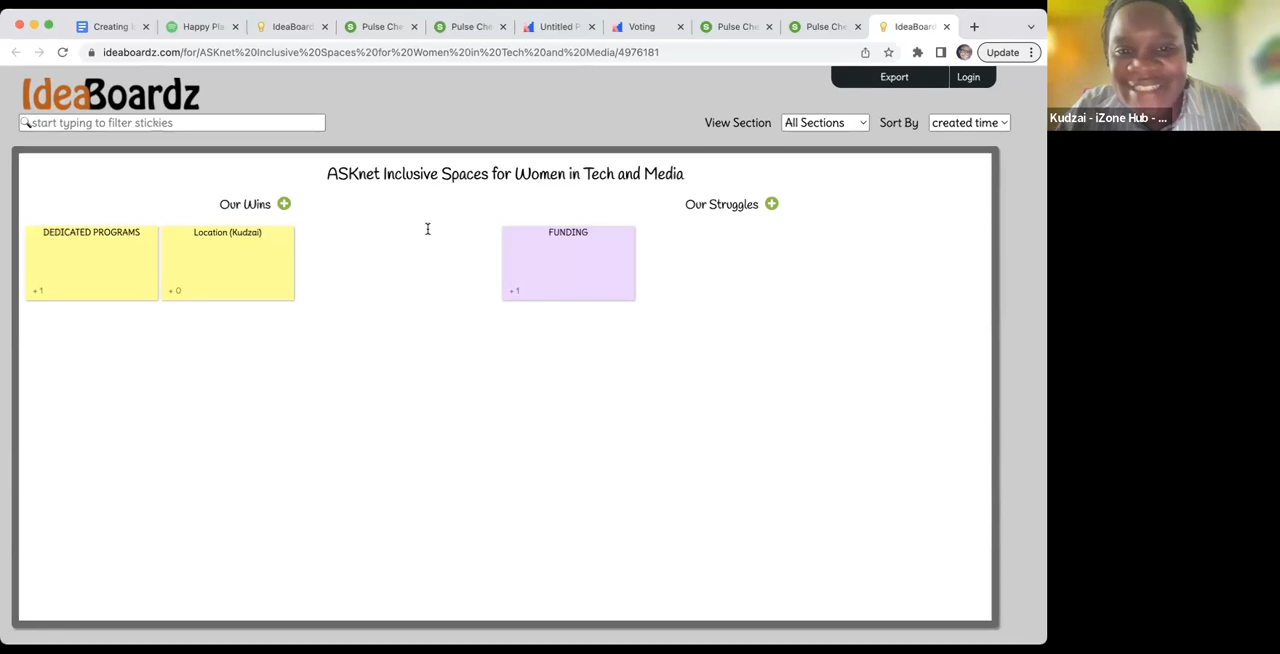 Creating I
Happy Pla
IdeaBoard
Pulse Che
Pulse Che
Untitled P
Voting
Pulse Che
Pulse Che
IdeaBoard
ideaboardz.com/for/ASKnet%20Inclusive%20Spaces%20for%20Women%20in%20Tech%20and%20Media/4976181
Update
Export
Login
IdeaBoardz
start typing to filter stickies
View Section
All Sections
Sort By
created time
Kudzai - iZone Hub - ...
ASKnet Inclusive Spaces for Women in Tech and Media
Our Wins
Our Struggles
DEDICATED PROGRAMS
Location (Kudzai)
FUNDING
+1
+0
+1